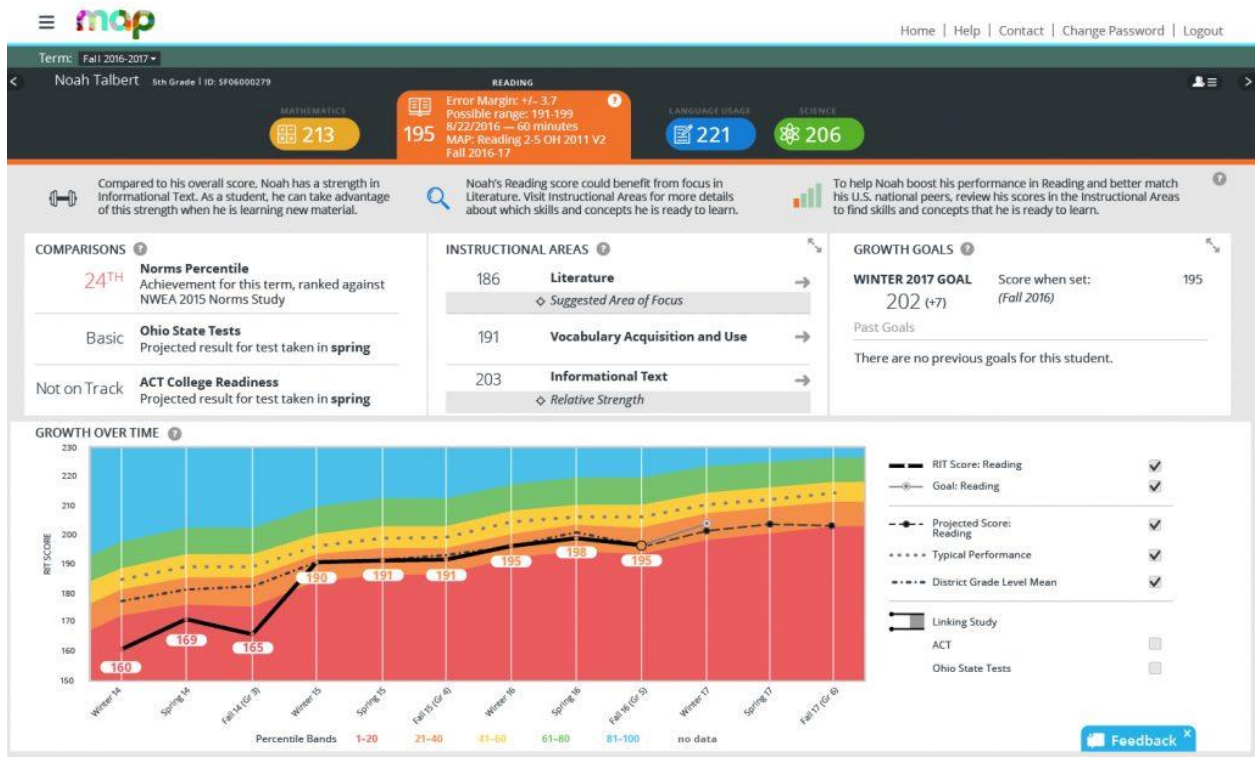 map
Home | Help | Contact | Change Password | Logout
Term: Fall 2016-2017
Noah Talbert 5th Grade | ID: SF06000279
MATHEMATICS
213
READING
195
Error Margin: +/– 3.7
Possible range: 191-199
8/22/2016 — 60 minutes
MAP: Reading 2-5 OH 2011 V2
Fall 2016-17
LANGUAGE USAGE
221
SCIENCE
206
Compared to his overall score, Noah has a strength in
Informational Text. As a student, he can take advantage
of this strength when he is learning new material.
Noah's Reading score could benefit from focus in
Literature. Visit Instructional Areas for more details
about which skills and concepts he is ready to learn.
To help Noah boost his performance in Reading and better match
his U.S. national peers, review his scores in the Instructional Areas
to find skills and concepts that he is ready to learn.
COMPARISONS
24TH
Norms Percentile
Achievement for this term, ranked against
NWEA 2015 Norms Study
Basic
Ohio State Tests
Projected result for test taken in spring
Not on Track
ACT College Readiness
Projected result for test taken in spring
INSTRUCTIONAL AREAS
186 Literature
Suggested Area of Focus
191 Vocabulary Acquisition and Use
203 Informational Text
Relative Strength
GROWTH GOALS
WINTER 2017 GOAL
202 (+7)
Score when set: 195
(Fall 2016)
Past Goals
There are no previous goals for this student.
GROWTH OVER TIME
RIT SCORE
230
220
210
200
190
180
170
160
150
160
169
165
190
191
191
195
198
195
Winter 14
Spring 14
Fall 14 (Gr 3)
Winter 15
Spring 15
Fall 15 (Gr 4)
Winter 16
Spring 16
Fall 16 (Gr 5)
Winter 17
Spring 17
Fall 17 (Gr 6)
Percentile Bands 1–20 21–40 41–60 61–80 81–100 no data
RIT Score: Reading
Goal: Reading
Projected Score:
Reading
Typical Performance
District Grade Level Mean
Linking Study
ACT
Ohio State Tests
Feedback